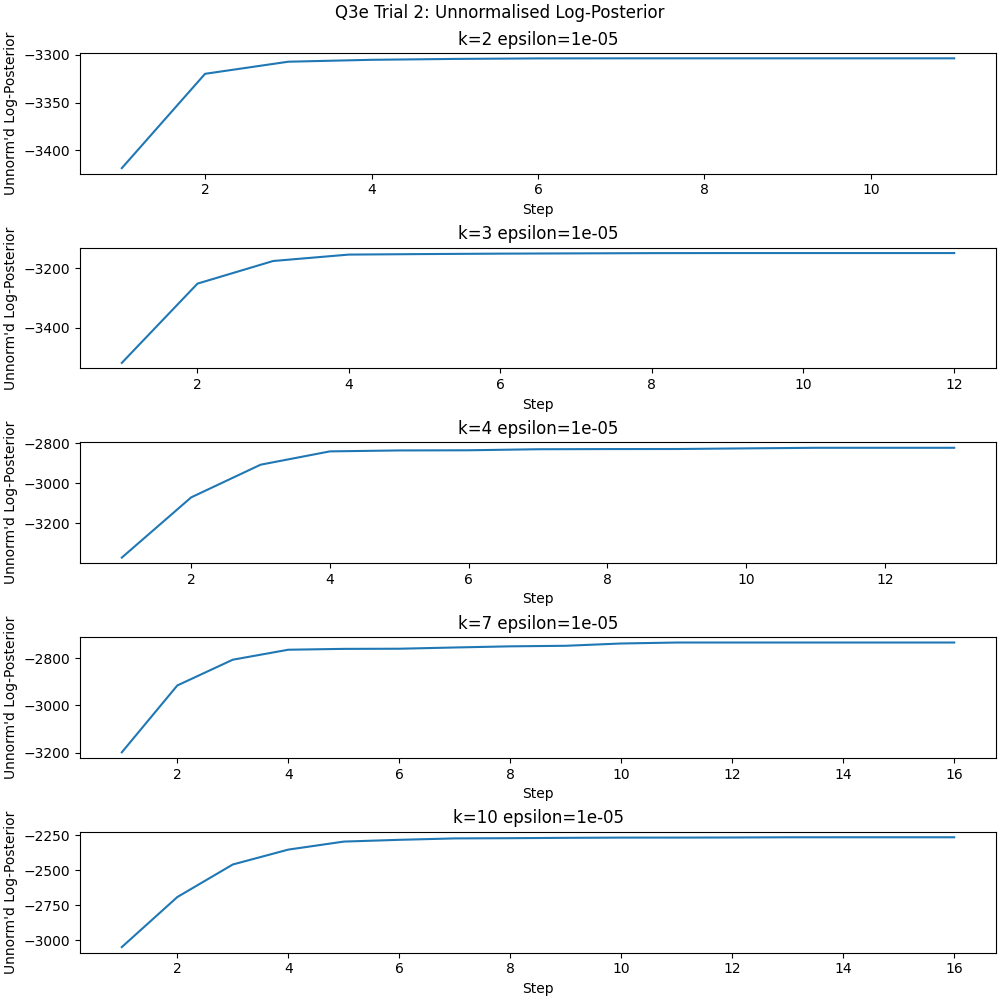 Q3e Trial 2: Unnormalised Log-Posterior
k=2 epsilon=1e-05
Unnorm'd Log-Posterior
−3300
−3350
−3400
2 4 6 8 10
Step
k=3 epsilon=1e-05
Unnorm'd Log-Posterior
−3200
−3400
2 4 6 8 10 12
Step
k=4 epsilon=1e-05
Unnorm'd Log-Posterior
−2800
−3000
−3200
2 4 6 8 10 12
Step
k=7 epsilon=1e-05
Unnorm'd Log-Posterior
−2800
−3000
−3200
2 4 6 8 10 12 14 16
Step
k=10 epsilon=1e-05
Unnorm'd Log-Posterior
−2250
−2500
−2750
−3000
2 4 6 8 10 12 14 16
Step